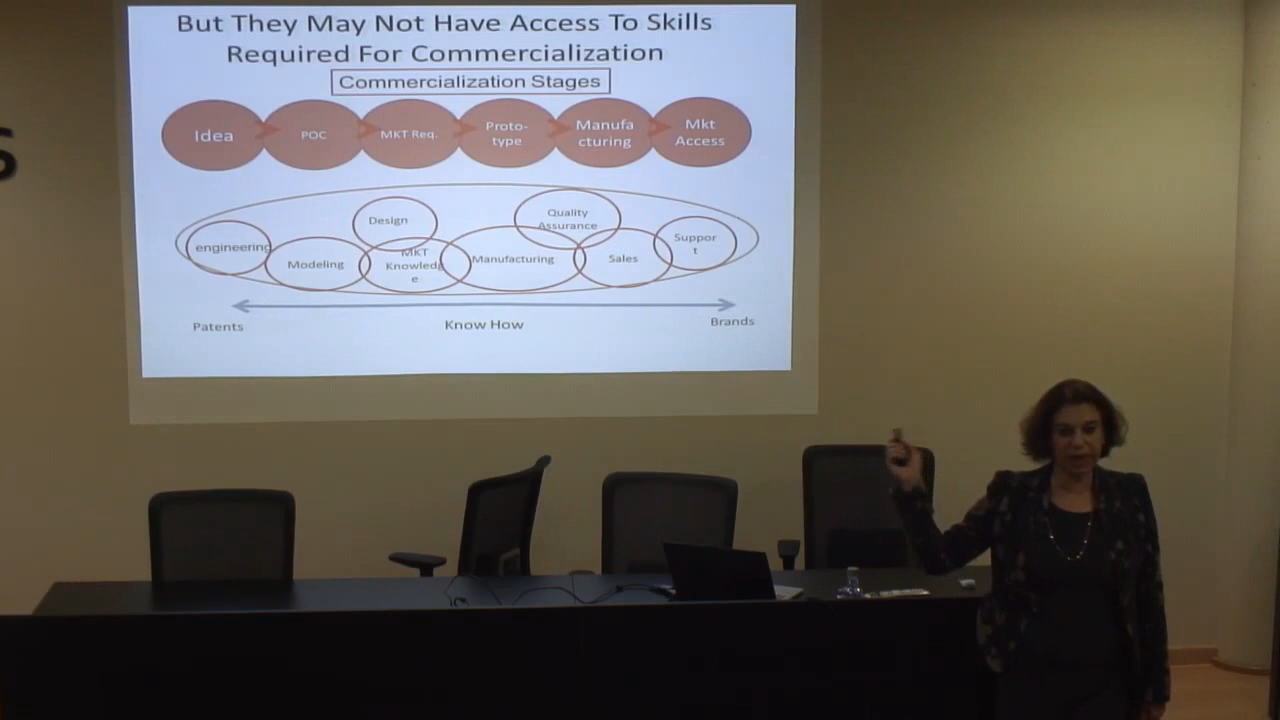 But They May Not Have Access To Skills
Required For Commercialization
Commercialization Stages
Idea
POC
MKT Req.
Proto-
type
Manufa
cturing
Mkt
Access
engineering
Modeling
Design
MKT
Knowledg
e
Manufacturing
Quality
Assurance
Sales
Suppor
t
Patents
Know How
Brands